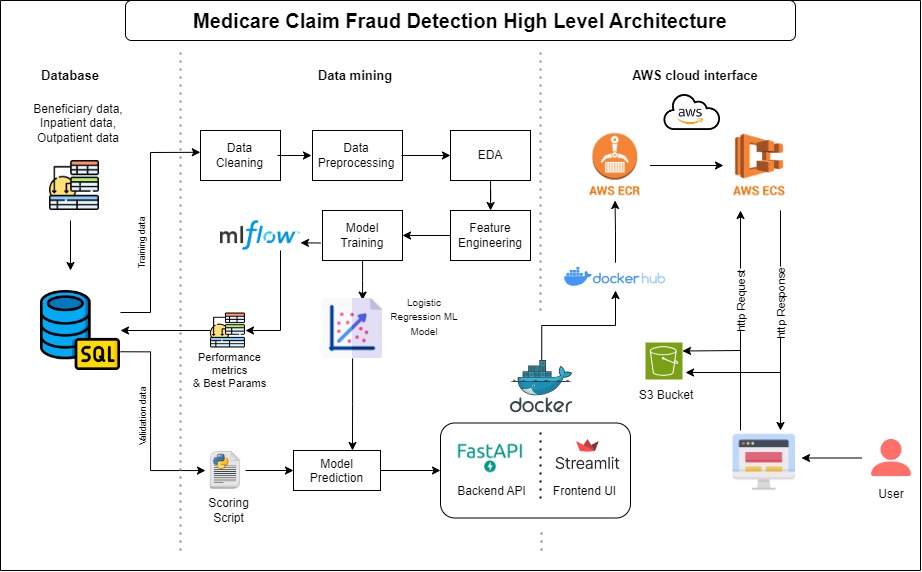 Medicare Claim Fraud Detection High Level Architecture
Database
Beneficiary data,
Inpatient data,
Outpatient data
SQL
Training data
Validation data
Data mining
Data
Cleaning
Data
Preprocessing
EDA
Feature
Engineering
Model
Training
mlflow
Logistic
Regression ML
Model
Performance
metrics
& Best Params
Scoring
Script
Model
Prediction
docker
FastAPI
Backend API
Streamlit
Frontend UI
AWS cloud interface
aws
AWS ECR
AWS ECS
dockerhub
http Request
http Response
S3 Bucket
User